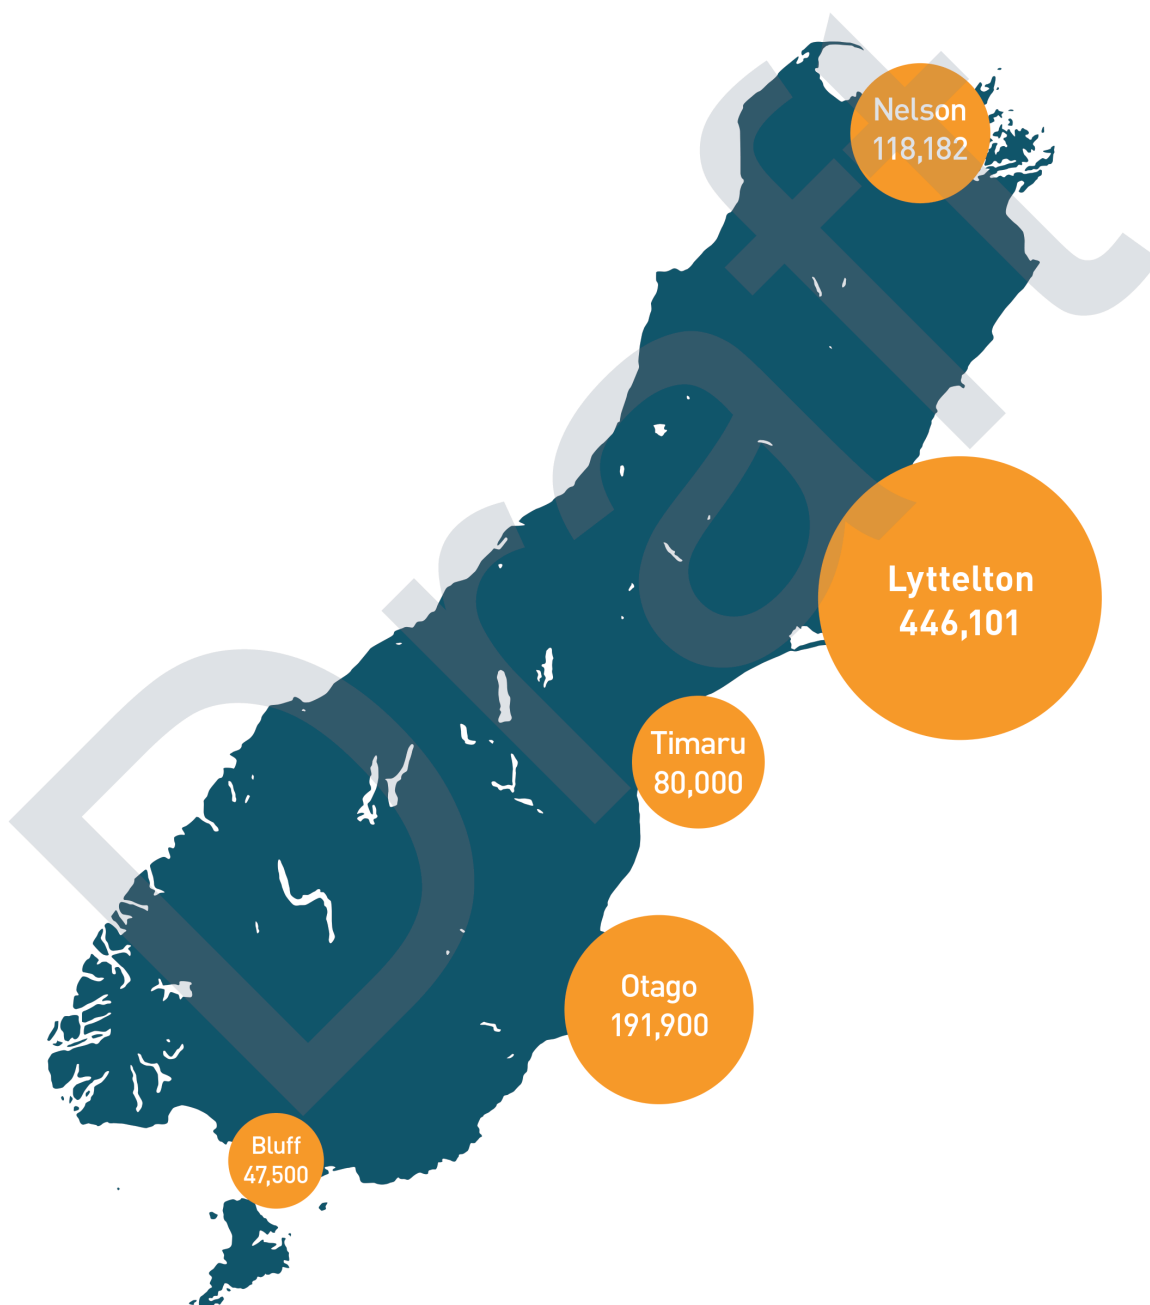 Nelson
118,182
Lyttelton
446,101
Timaru
80,000
Otago
191,900
Bluff
47,500
Draft